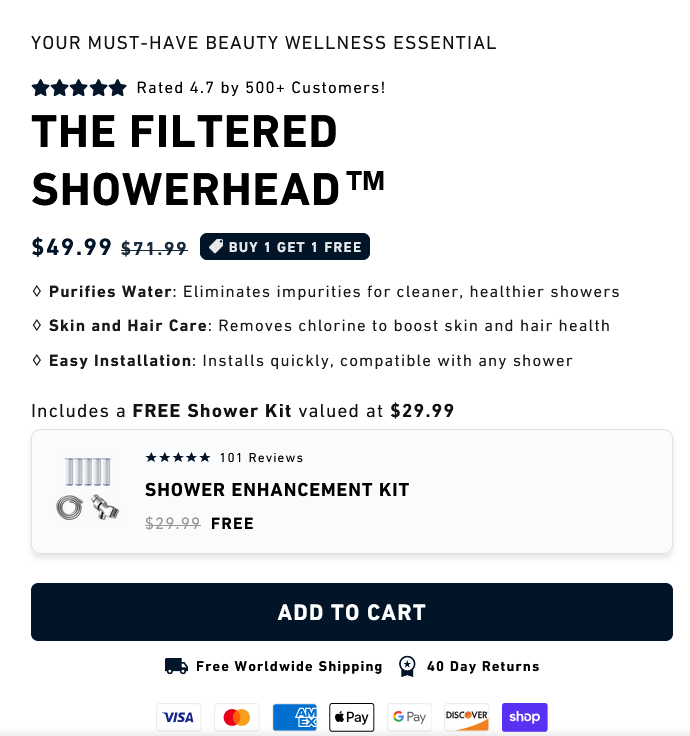 YOUR MUST-HAVE BEAUTY WELLNESS ESSENTIAL
Rated 4.7 by 500+ Customers!
THE FILTERED
SHOWERHEAD™
$49.99 $71.99 BUY 1 GET 1 FREE
◊ Purifies Water: Eliminates impurities for cleaner, healthier showers
◊ Skin and Hair Care: Removes chlorine to boost skin and hair health
◊ Easy Installation: Installs quickly, compatible with any shower
Includes a FREE Shower Kit valued at $29.99
★★★★★ 101 Reviews
SHOWER ENHANCEMENT KIT
$29.99 FREE
ADD TO CART
Free Worldwide Shipping 40 Day Returns
VISA AMEX Pay G Pay DISCOVER shop